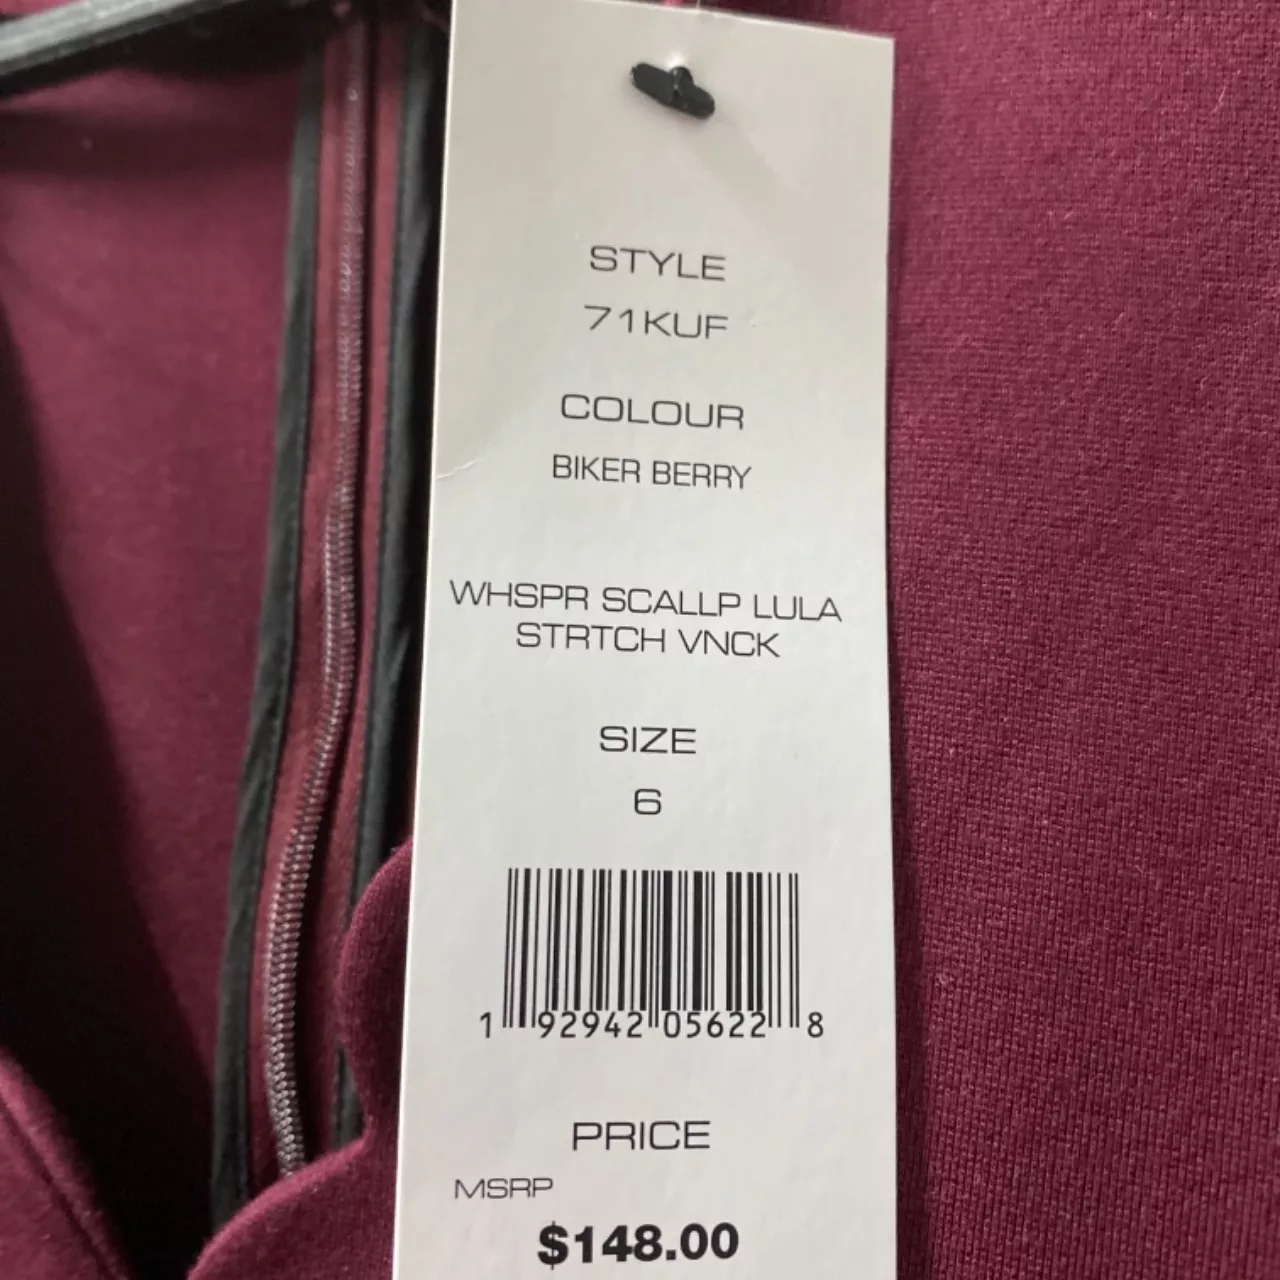 STYLE
71KUF
COLOUR
BIKER BERRY
WHSPR SCALLP LULA
STRTCH VNCK
SIZE
6
1 92942 05622 8
PRICE
MSRP
$148.00